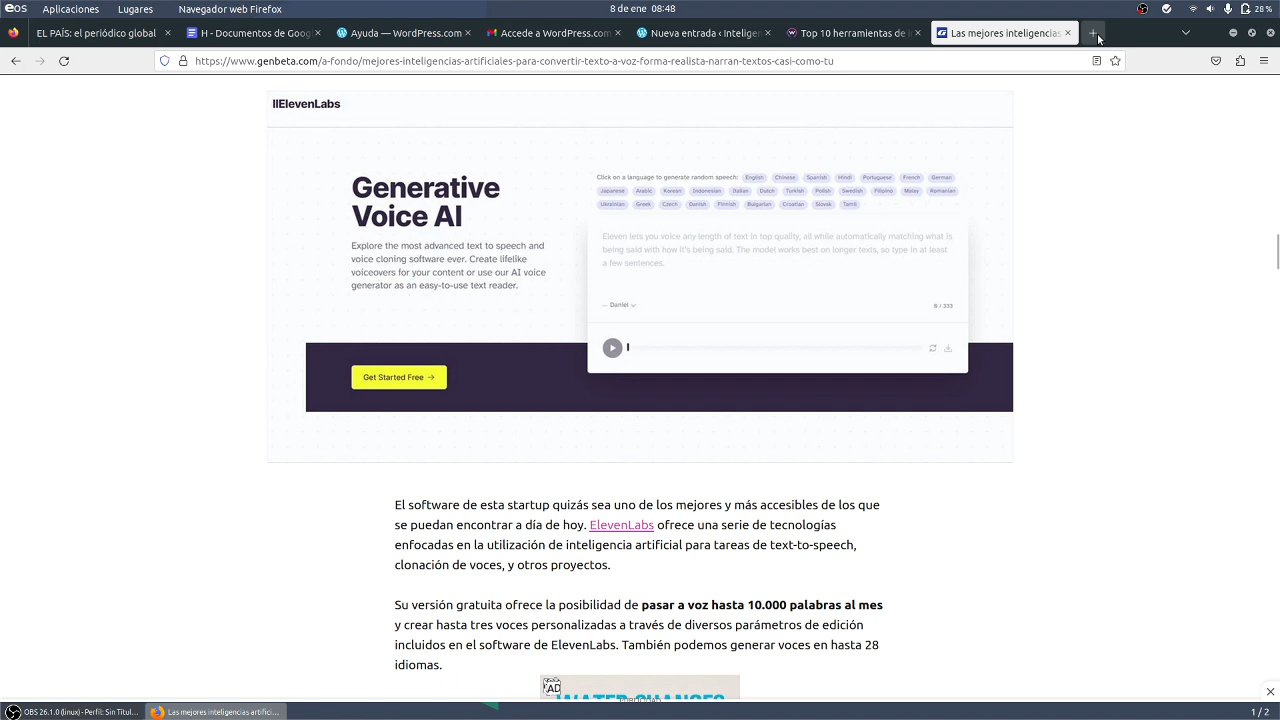 Aplicaciones Lugares Navegador web Firefox 8 de ene 08:48 28 %
EL PAÍS: el periódico global H - Documentos de Goog Ayuda — WordPress.com Accede a WordPress.com Nueva entrada ‹ Inteligen Top 10 herramientas de i Las mejores inteligencias
https://www.genbeta.com/a-fondo/mejores-inteligencias-artificiales-para-convertir-texto-a-voz-forma-realista-narran-textos-casi-como-tu
IIElevenLabs
Generative
Voice AI
Explore the most advanced text to speech and
voice cloning software ever. Create lifelike
voiceovers for your content or use our AI voice
generator as an easy-to-use text reader.
Get Started Free →
Click on a language to generate random speech: English Chinese Spanish Hindi Portuguese French German
Japanese Arabic Korean Indonesian Italian Dutch Turkish Polish Swedish Filipino Malay Romanian
Ukrainian Greek Czech Danish Finnish Bulgarian Croatian Slovak Tamil
Eleven lets you voice any length of text in top quality, all while automatically matching what is
being said with how it's being said. The model works best on longer texts, so type in at least
a few sentences.
— Daniel
0 / 333
El software de esta startup quizás sea uno de los mejores y más accesibles de los que
se puedan encontrar a día de hoy. ElevenLabs ofrece una serie de tecnologías
enfocadas en la utilización de inteligencia artificial para tareas de text-to-speech,
clonación de voces, y otros proyectos.
Su versión gratuita ofrece la posibilidad de pasar a voz hasta 10.000 palabras al mes
y crear hasta tres voces personalizadas a través de diversos parámetros de edición
incluidos en el software de ElevenLabs. También podemos generar voces en hasta 28
idiomas.
AD
WATER CHANGES
PUBLICIDAD
OBS 26.1.0 (linux) - Perfil: Sin Titul... Las mejores inteligencias artifici... 1 / 2